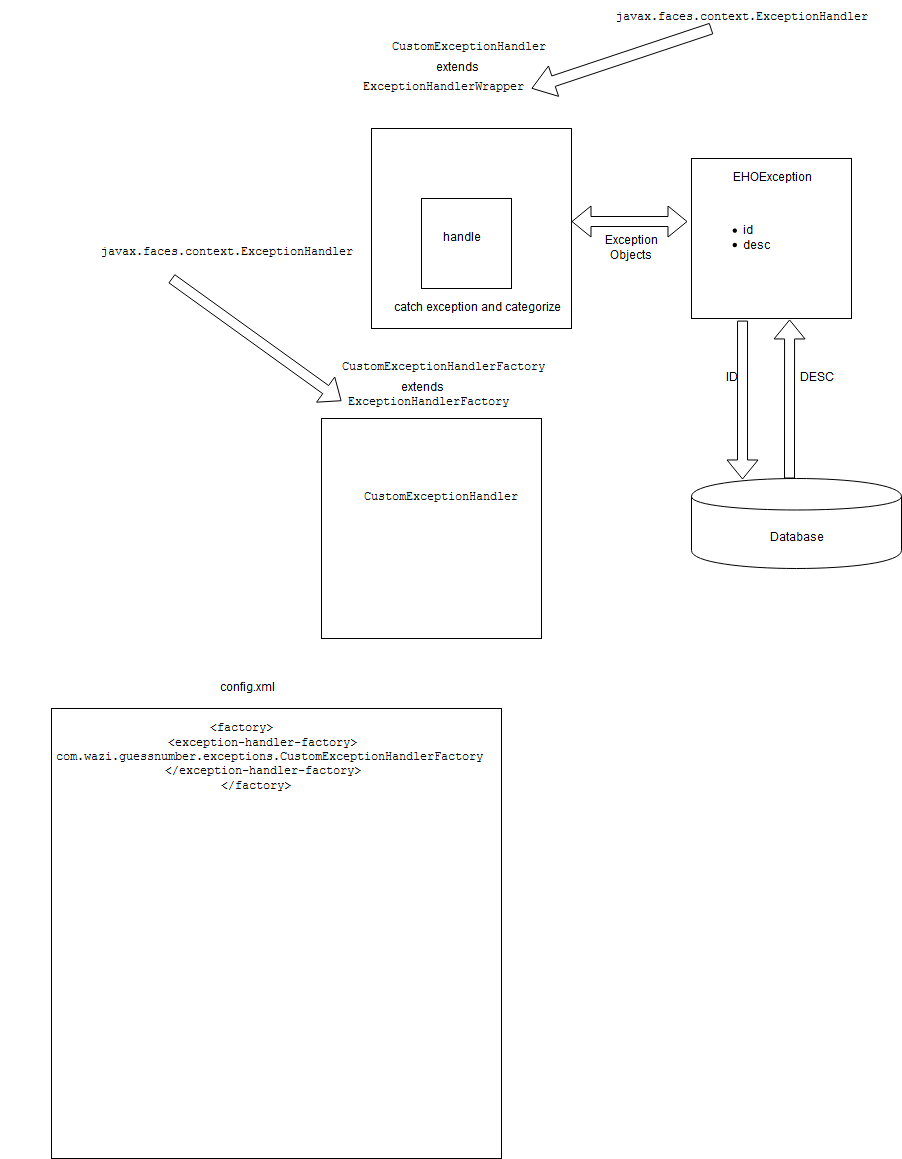 javax.faces.context.ExceptionHandler
CustomExceptionHandler
extends
ExceptionHandlerWrapper
EHOException
handle
• id
• desc
Exception
Objects
javax.faces.context.ExceptionHandler
catch exception and categorize
CustomExceptionHandlerFactory
extends
ExceptionHandlerFactory
ID
DESC
CustomExceptionHandler
Database
config.xml
<factory>
<exception-handler-factory>
com.wazi.guessnumber.exceptions.CustomExceptionHandlerFactory
</exception-handler-factory>
</factory>